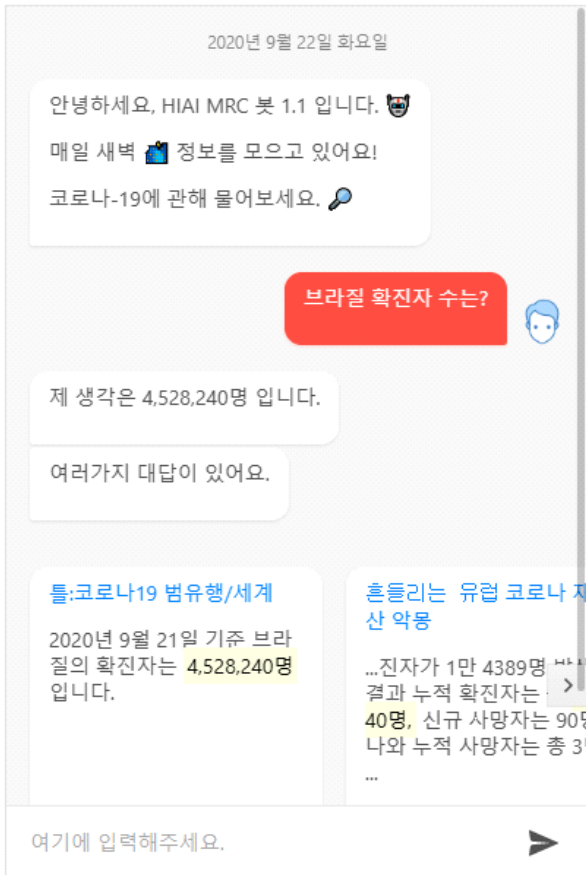 2020년 9월 22일 화요일
안녕하세요, HIAI MRC 봇 1.1 입니다.
매일 새벽 정보를 모으고 있어요!
코로나-19에 관해 물어보세요.
브라질 확진자 수는?
제 생각은 4,528,240명 입니다.
여러가지 대답이 있어요.
틀:코로나19 범유행/세계
2020년 9월 21일 기준 브라
질의 확진자는 4,528,240명
입니다.
흔들리는 유럽 코로나
산 악몽
...진자가 1만 4389명
결과 누적 확진자는
40명, 신규 사망자는 90
나와 누적 사망자는 총
...
여기에 입력해주세요.